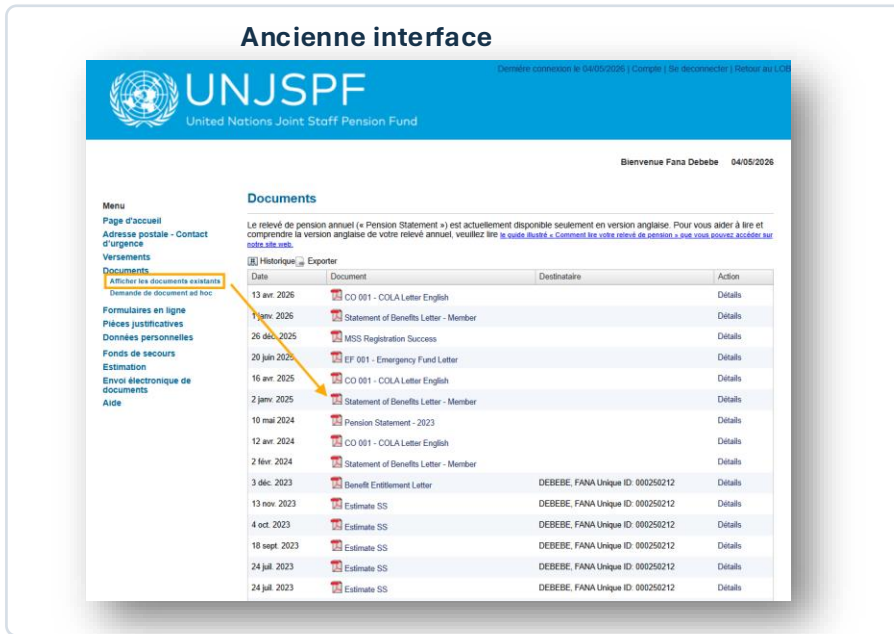 Ancienne interface
Dernière connexion le 04/05/2026 | Compte | Se deconnecter | Retour au LOB
UNJSPF
United Nations Joint Staff Pension Fund
Bienvenue Fana Debebe 04/05/2026
Menu
Page d'accueil
Adresse postale - Contact
d'urgence
Versements
Documents
Afficher les documents existants
Demande de document ad hoc
Formulaires en ligne
Pièces justificatives
Données personnelles
Fonds de secours
Estimation
Envoi électronique de
documents
Aide
Documents
Le relevé de pension annuel (« Pension Statement ») est actuellement disponible seulement en version anglaise. Pour vous aider à lire et
comprendre la version anglaise de votre relevé annuel, veuillez lire le guide illustré « Comment lire votre relevé de pension » que vous pouvez accéder sur
notre site web.
Historique Exporter
Date Document Destinataire Action
13 avr. 2026 CO 001 - COLA Letter English Détails
1 janv. 2026 Statement of Benefits Letter - Member Détails
26 déc. 2025 MSS Registration Success Détails
20 juin 2025 EF 001 - Emergency Fund Letter Détails
16 avr. 2025 CO 001 - COLA Letter English Détails
2 janv. 2025 Statement of Benefits Letter - Member Détails
10 mai 2024 Pension Statement - 2023 Détails
12 avr. 2024 CO 001 - COLA Letter English Détails
2 févr. 2024 Statement of Benefits Letter - Member Détails
3 déc. 2023 Benefit Entitlement Letter DEBEBE, FANA Unique ID: 000250212 Détails
13 nov. 2023 Estimate SS DEBEBE, FANA Unique ID: 000250212 Détails
4 oct. 2023 Estimate SS DEBEBE, FANA Unique ID: 000250212 Détails
18 sept. 2023 Estimate SS DEBEBE, FANA Unique ID: 000250212 Détails
24 juil. 2023 Estimate SS DEBEBE, FANA Unique ID: 000250212 Détails
24 juil. 2023 Estimate SS DEBEBE, FANA Unique ID: 000250212 Détails